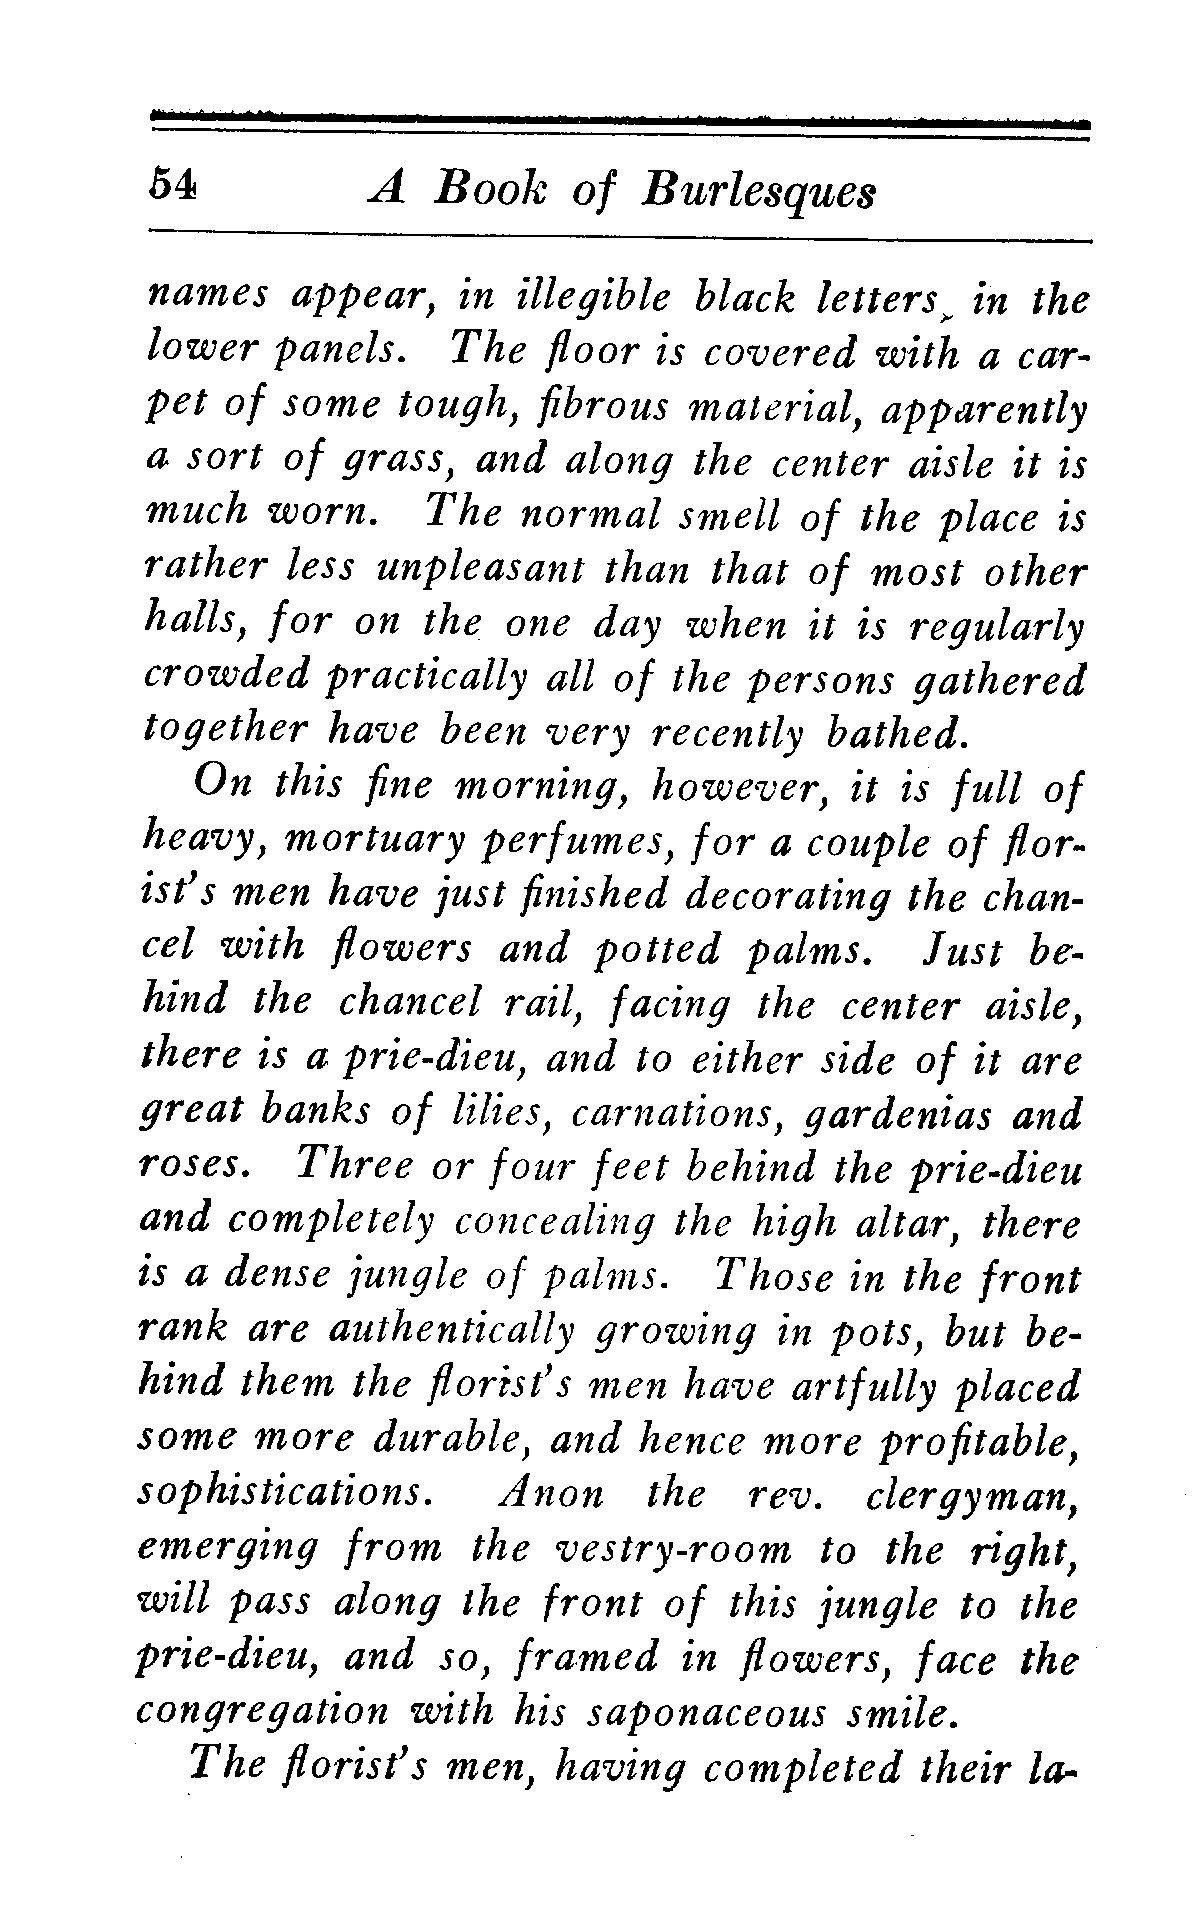 54 A Book of Burlesques
names appear, in illegible black letters, in the
lower panels. The floor is covered with a car-
pet of some tough, fibrous material, apparently
a sort of grass, and along the center aisle it is
much worn. The normal smell of the place is
rather less unpleasant than that of most other
halls, for on the one day when it is regularly
crowded practically all of the persons gathered
together have been very recently bathed.
On this fine morning, however, it is full of
heavy, mortuary perfumes, for a couple of flor-
ist's men have just finished decorating the chan-
cel with flowers and potted palms. Just be-
hind the chancel rail, facing the center aisle,
there is a prie-dieu, and to either side of it are
great banks of lilies, carnations, gardenias and
roses. Three or four feet behind the prie-dieu
and completely concealing the high altar, there
is a dense jungle of palms. Those in the front
rank are authentically growing in pots, but be-
hind them the florist's men have artfully placed
some more durable, and hence more profitable,
sophistications. Anon the rev. clergyman,
emerging from the vestry-room to the right,
will pass along the front of this jungle to the
prie-dieu, and so, framed in flowers, face the
congregation with his saponaceous smile.
The florist's men, having completed their la-